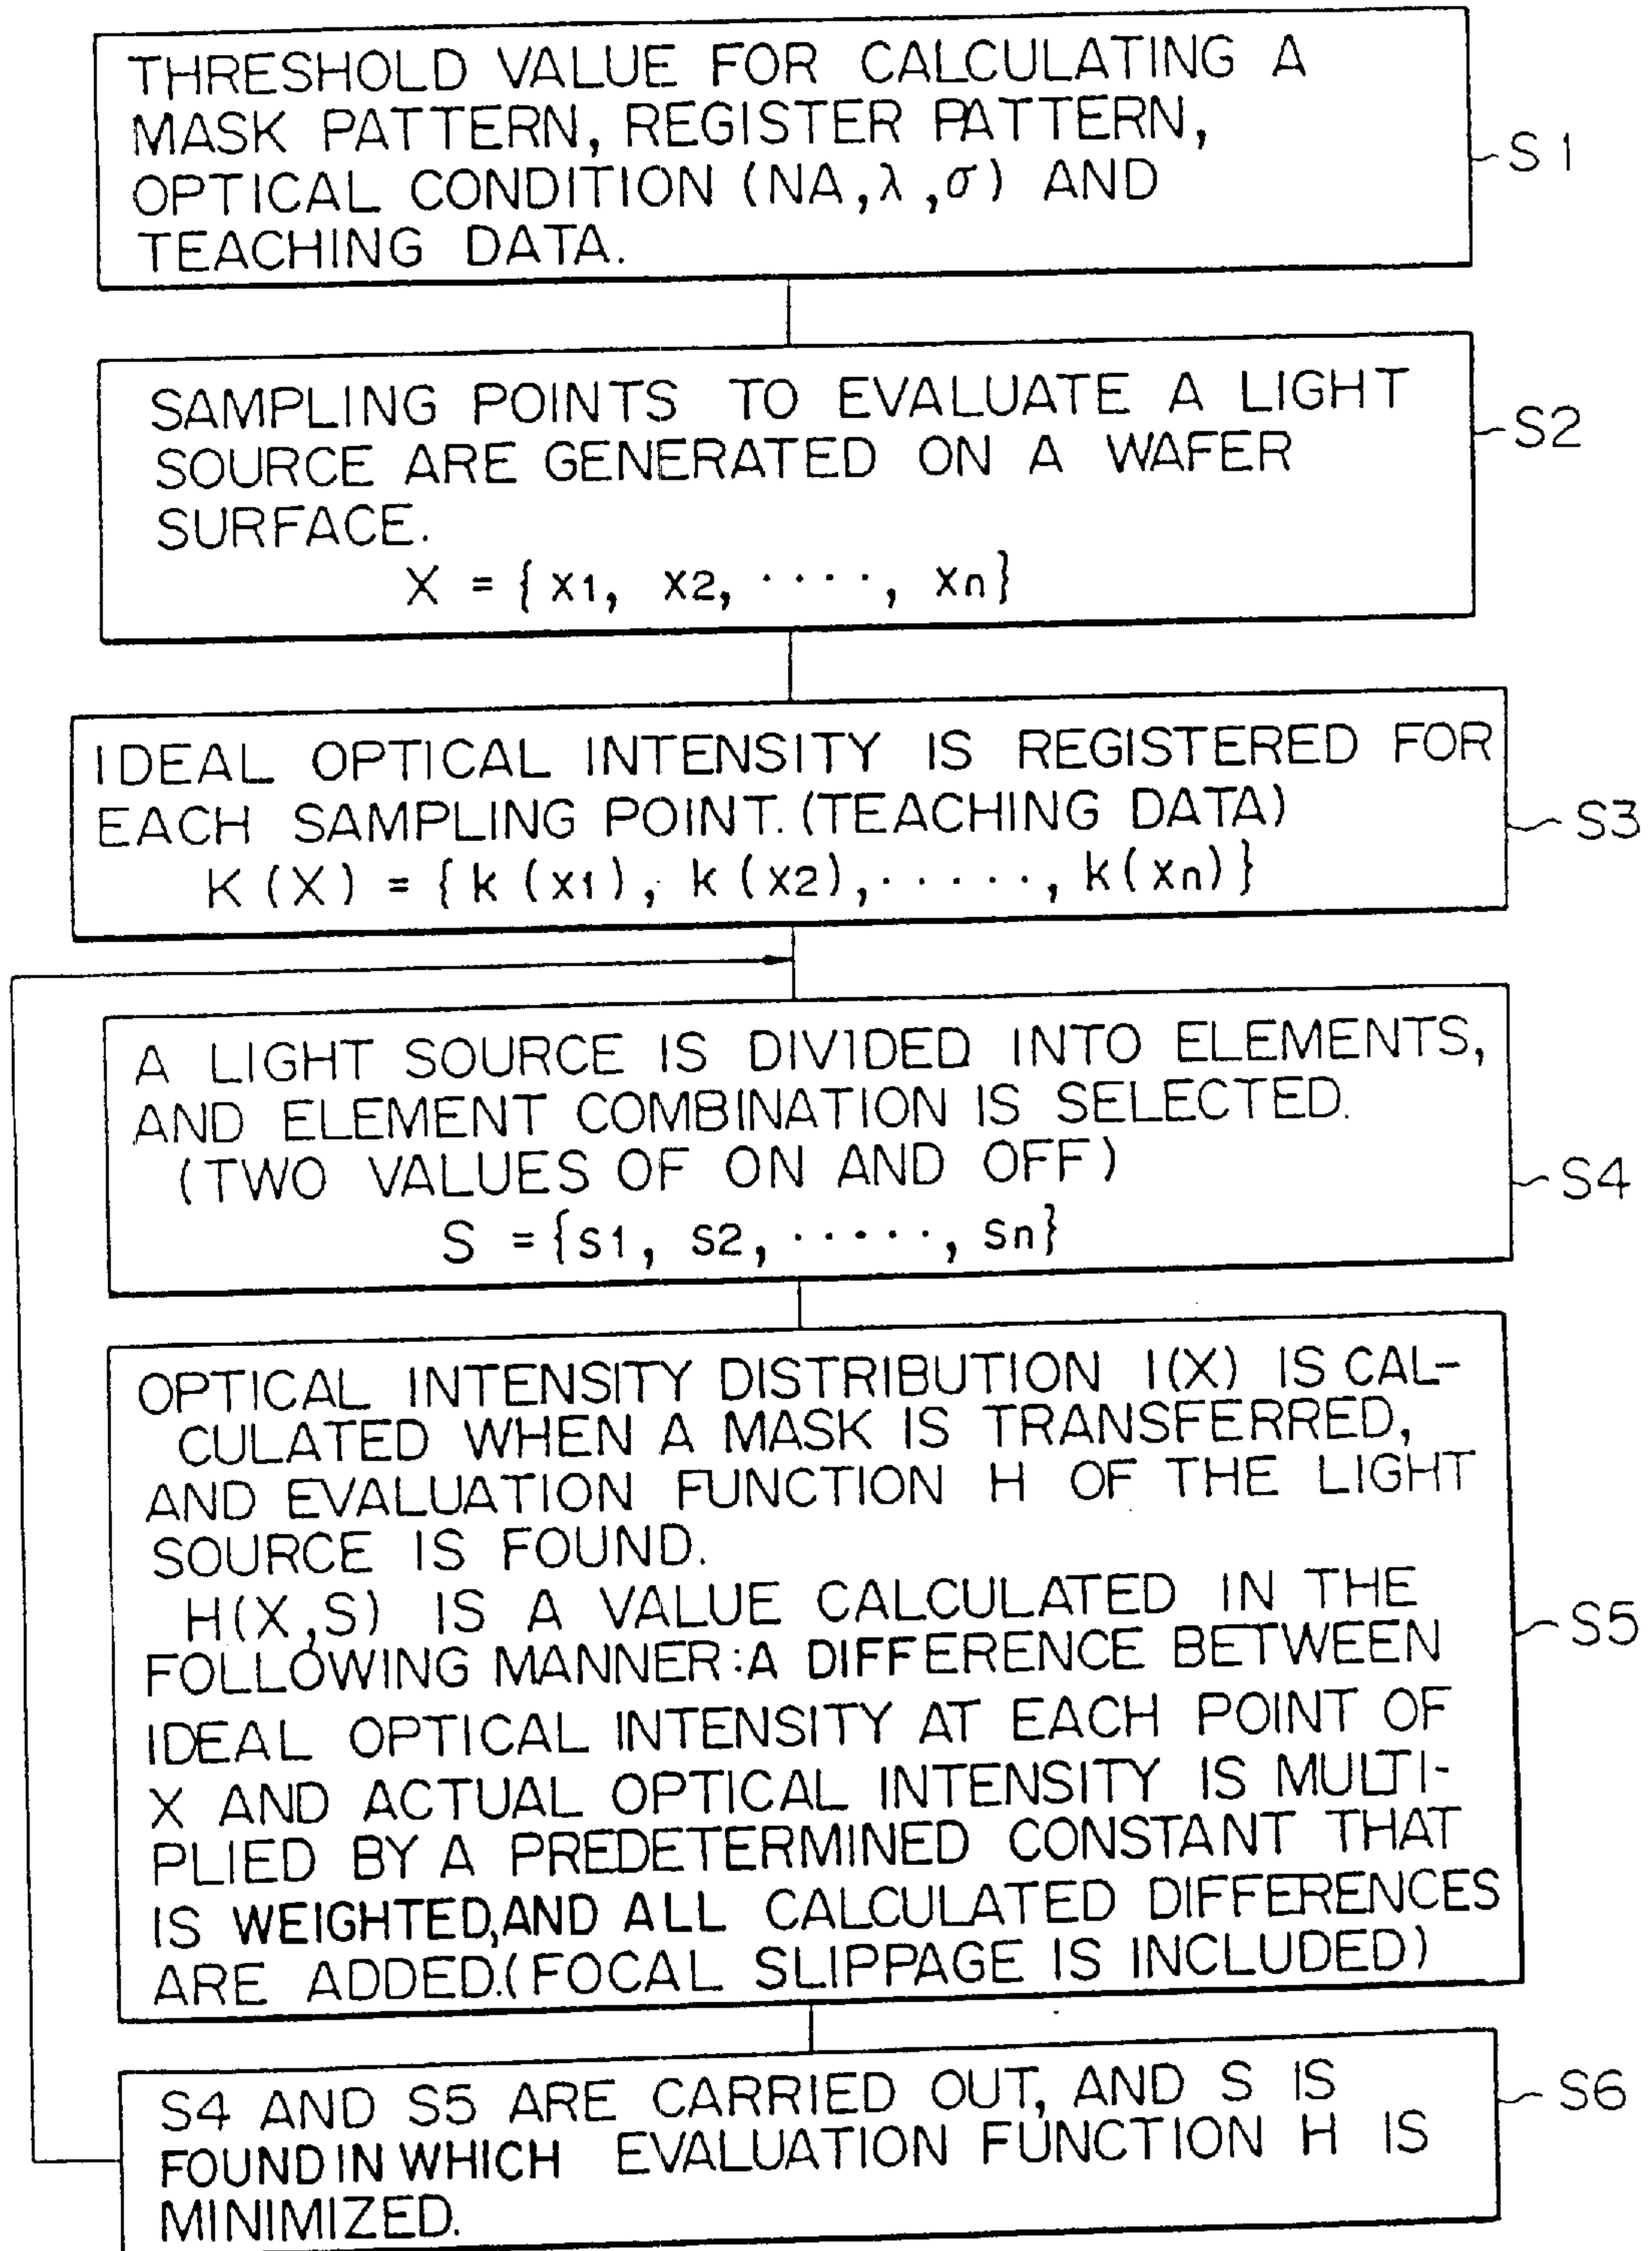 THRESHOLD VALUE FOR CALCULATING A
MASK PATTERN, REGISTER PATTERN,
OPTICAL CONDITION (NA,λ,σ) AND
TEACHING DATA.
S1
SAMPLING POINTS TO EVALUATE A LIGHT
SOURCE ARE GENERATED ON A WAFER
SURFACE.
X = {x1, x2, ····, xn}
S2
IDEAL OPTICAL INTENSITY IS REGISTERED FOR
EACH SAMPLING POINT. (TEACHING DATA)
K(X) = {k(x1), k(x2), ·····, k(xn)}
S3
A LIGHT SOURCE IS DIVIDED INTO ELEMENTS,
AND ELEMENT COMBINATION IS SELECTED.
(TWO VALUES OF ON AND OFF)
S = {s1, s2, ·····, sn}
S4
OPTICAL INTENSITY DISTRIBUTION I(X) IS CAL-
CULATED WHEN A MASK IS TRANSFERRED,
AND EVALUATION FUNCTION H OF THE LIGHT
SOURCE IS FOUND.
H(X,S) IS A VALUE CALCULATED IN THE
FOLLOWING MANNER:A DIFFERENCE BETWEEN
IDEAL OPTICAL INTENSITY AT EACH POINT OF
X AND ACTUAL OPTICAL INTENSITY IS MULTI-
PLIED BY A PREDETERMINED CONSTANT THAT
IS WEIGHTED,AND ALL CALCULATED DIFFERENCES
ARE ADDED.(FOCAL SLIPPAGE IS INCLUDED)
S5
S4 AND S5 ARE CARRIED OUT, AND S IS
FOUND IN WHICH EVALUATION FUNCTION H IS
MINIMIZED.
S6